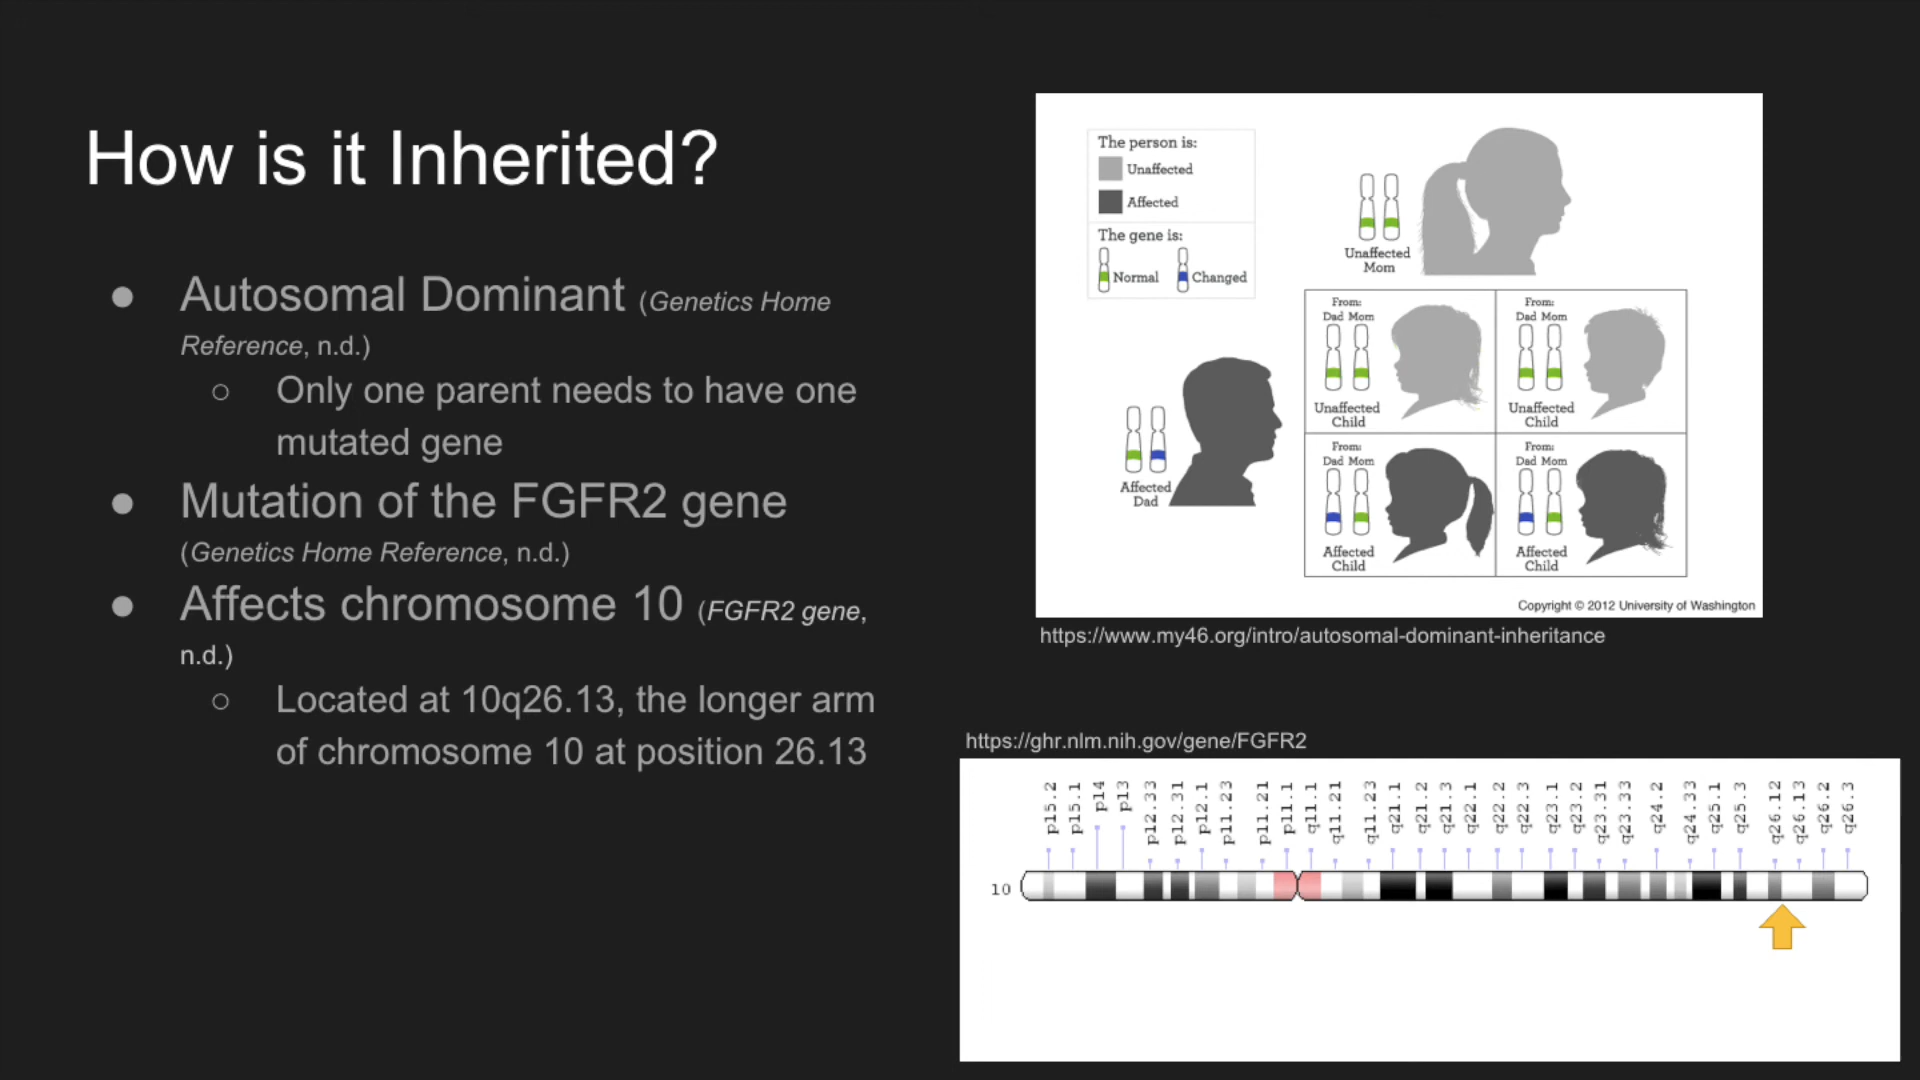 How is it Inherited?
● Autosomal Dominant (Genetics Home
Reference, n.d.)
○ Only one parent needs to have one
mutated gene
● Mutation of the FGFR2 gene
(Genetics Home Reference, n.d.)
● Affects chromosome 10 (FGFR2 gene,
n.d.)
○ Located at 10q26.13, the longer arm
of chromosome 10 at position 26.13
The person is:
Unaffected
Affected
The gene is:
Normal Changed
Unaffected
Mom
Affected
Dad
From:
Dad Mom
Unaffected
Child
From:
Dad Mom
Unaffected
Child
From:
Dad Mom
Affected
Child
From:
Dad Mom
Affected
Child
Copyright © 2012 University of Washington
https://www.my46.org/intro/autosomal-dominant-inheritance
https://ghr.nlm.nih.gov/gene/FGFR2
p15.2 p15.1 p14 p13 p12.33 p12.31 p12.1 p11.23 p11.21 p11.1 q11.1 q11.21 q11.23 q21.1 q21.2 q21.3 q22.1 q22.2 q22.3 q23.1 q23.2 q23.31 q23.33 q24.2 q24.33 q25.1 q25.3 q26.12 q26.13 q26.2 q26.3
10